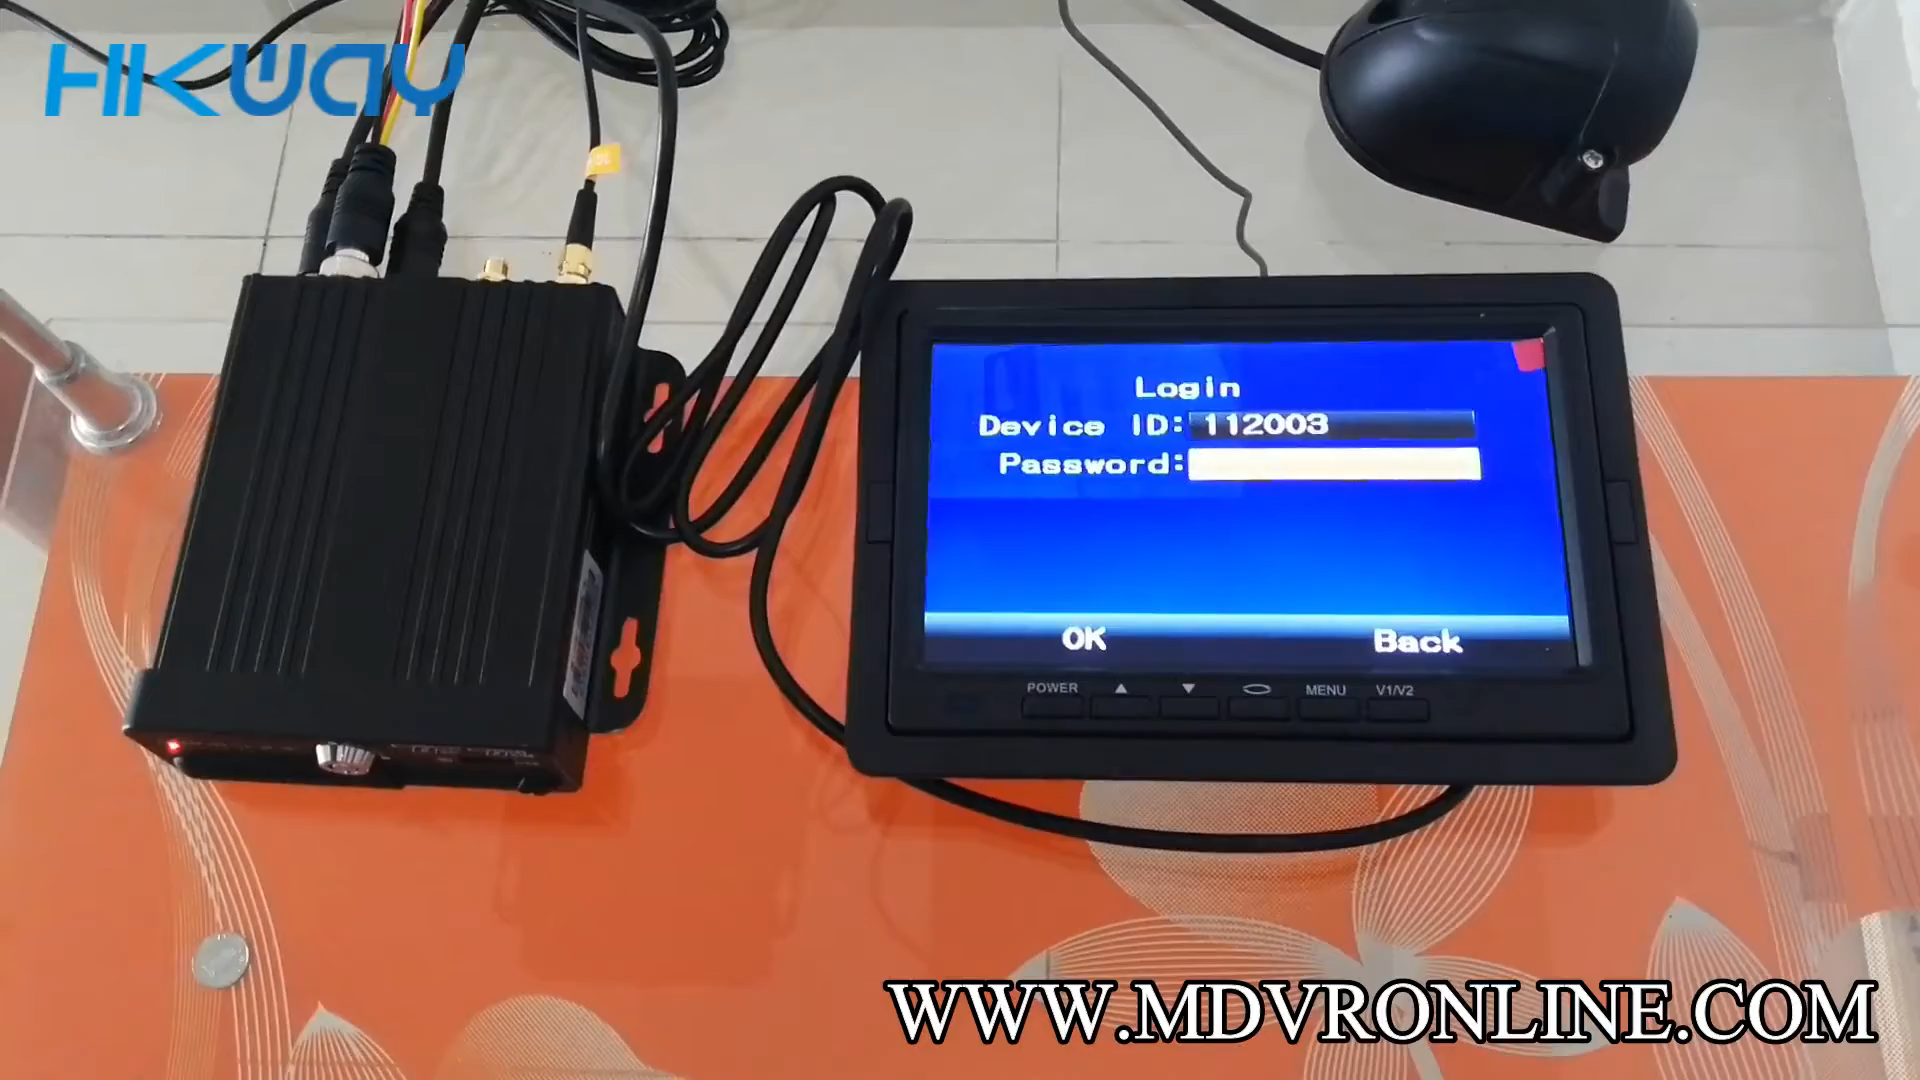 HIKWAY
Login
Device ID: 112003
Password:
OK Back
POWER ▲ ▼ MENU V1/V2
WWW.MDVRONLINE.COM